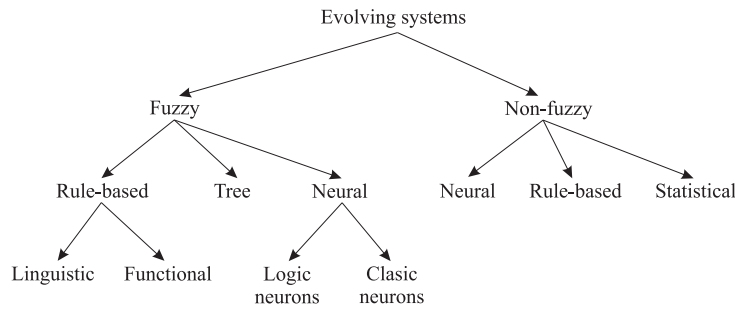 Evolving systems
Fuzzy
Non-fuzzy
Rule-based
Tree
Neural
Neural
Rule-based
Statistical
Linguistic
Functional
Logic
neurons
Clasic
neurons